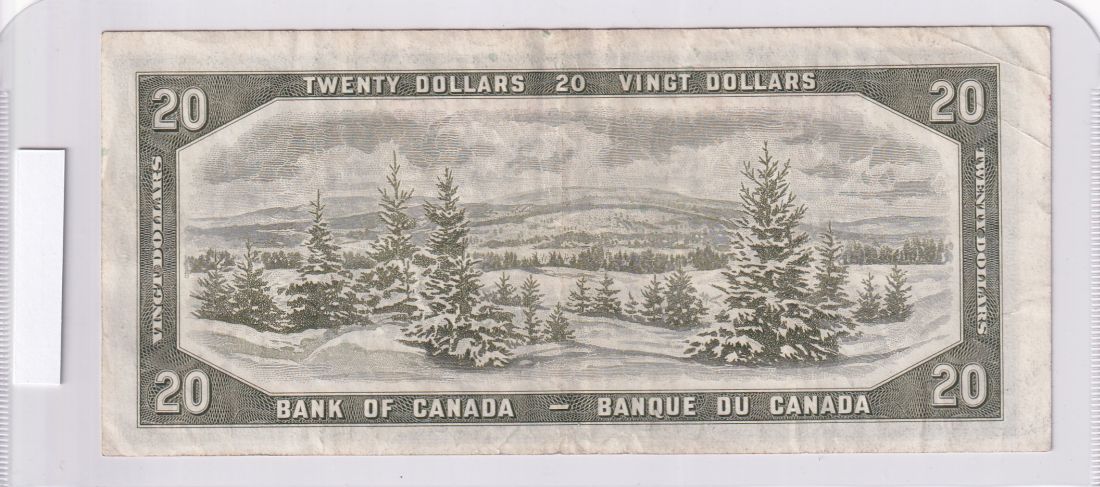 TWENTY DOLLARS 20 VINGT DOLLARS
20
20
VINGT DOLLARS
TWENTY DOLLARS
20
20
BANK OF CANADA – BANQUE DU CANADA